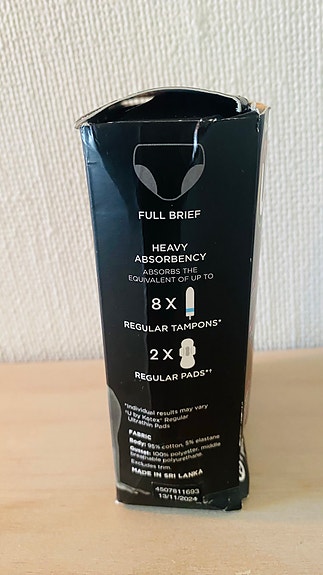 FULL BRIEF
HEAVY
ABSORBENCY
ABSORBS THE
EQUIVALENT OF UP TO
8 X
REGULAR TAMPONS*
2 X
REGULAR PADS*†
*Individual results may vary
†U by Kotex® Regular
Ultrathin Pads
FABRIC
Body: 95% cotton, 5% elastane
Gusset: 100% polyester, middle
breathable polyurethane
Excludes trim.
MADE IN SRI LANKA
4507811693
13/11/2024